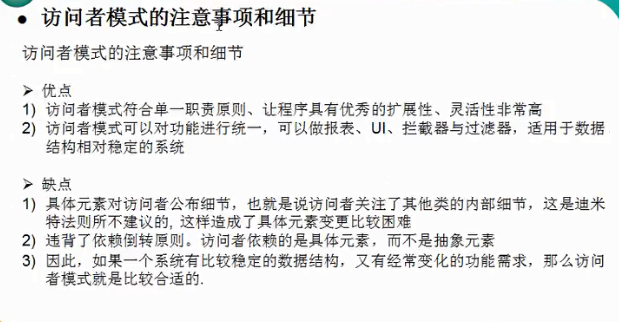 ● 访问者模式的注意事项和细节
访问者模式的注意事项和细节
➢ 优点
1) 访问者模式符合单一职责原则、让程序具有优秀的扩展性、灵活性非常高
2) 访问者模式可以对功能进行统一，可以做报表、UI、拦截器与过滤器，适用于数据
结构相对稳定的系统
➢ 缺点
1) 具体元素对访问者公布细节，也就是说访问者关注了其他类的内部细节，这是迪米
特法则所不建议的, 这样造成了具体元素变更比较困难
2) 违背了依赖倒转原则。访问者依赖的是具体元素，而不是抽象元素
3) 因此，如果一个系统有比较稳定的数据结构，又有经常变化的功能需求，那么访问
者模式就是比较合适的.